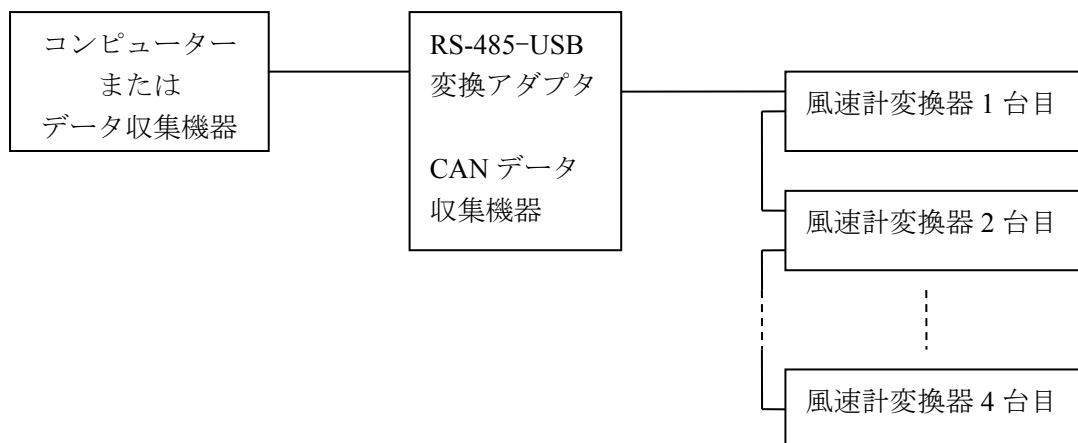 コンピューター
または
データ収集機器
RS-485-USB
変換アダプタ
CAN データ
収集機器
風速計変換器 1 台目
風速計変換器 2 台目
風速計変換器 4 台目